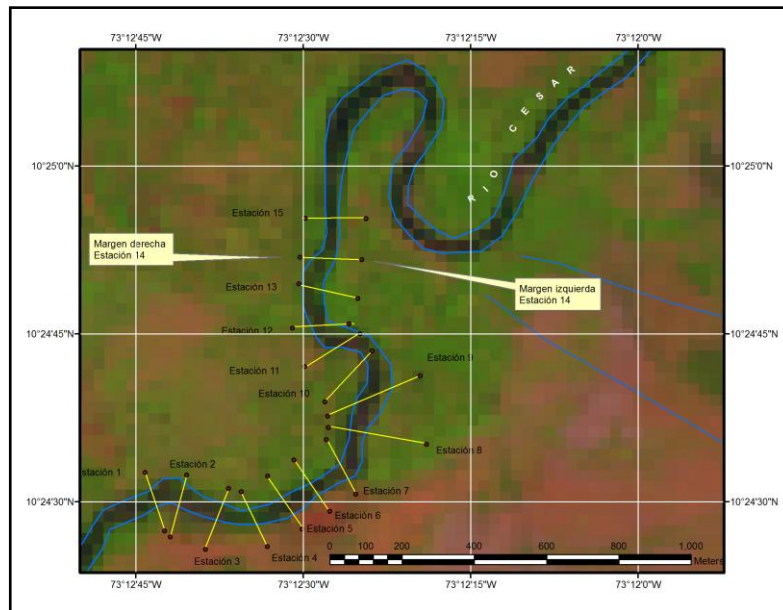 73°12'45"W 73°12'30"W 73°12'15"W 73°12'0"W
RIO CESAR
10°25'0"N 10°25'0"N
Estación 15
Margen derecha
Estación 14
Estación 13
Margen izquierda
Estación 14
Estación 12
10°24'45"N 10°24'45"N
Estación 11
Estación 9
Estación 10
Estación 8
stación 1
Estación 2
Estación 7
10°24'30"N 10°24'30"N
Estación 6
Estación 5
Estación 3
Estación 4
0 100 200 400 600 800 1,000
Meters
73°12'45"W 73°12'30"W 73°12'15"W 73°12'0"W